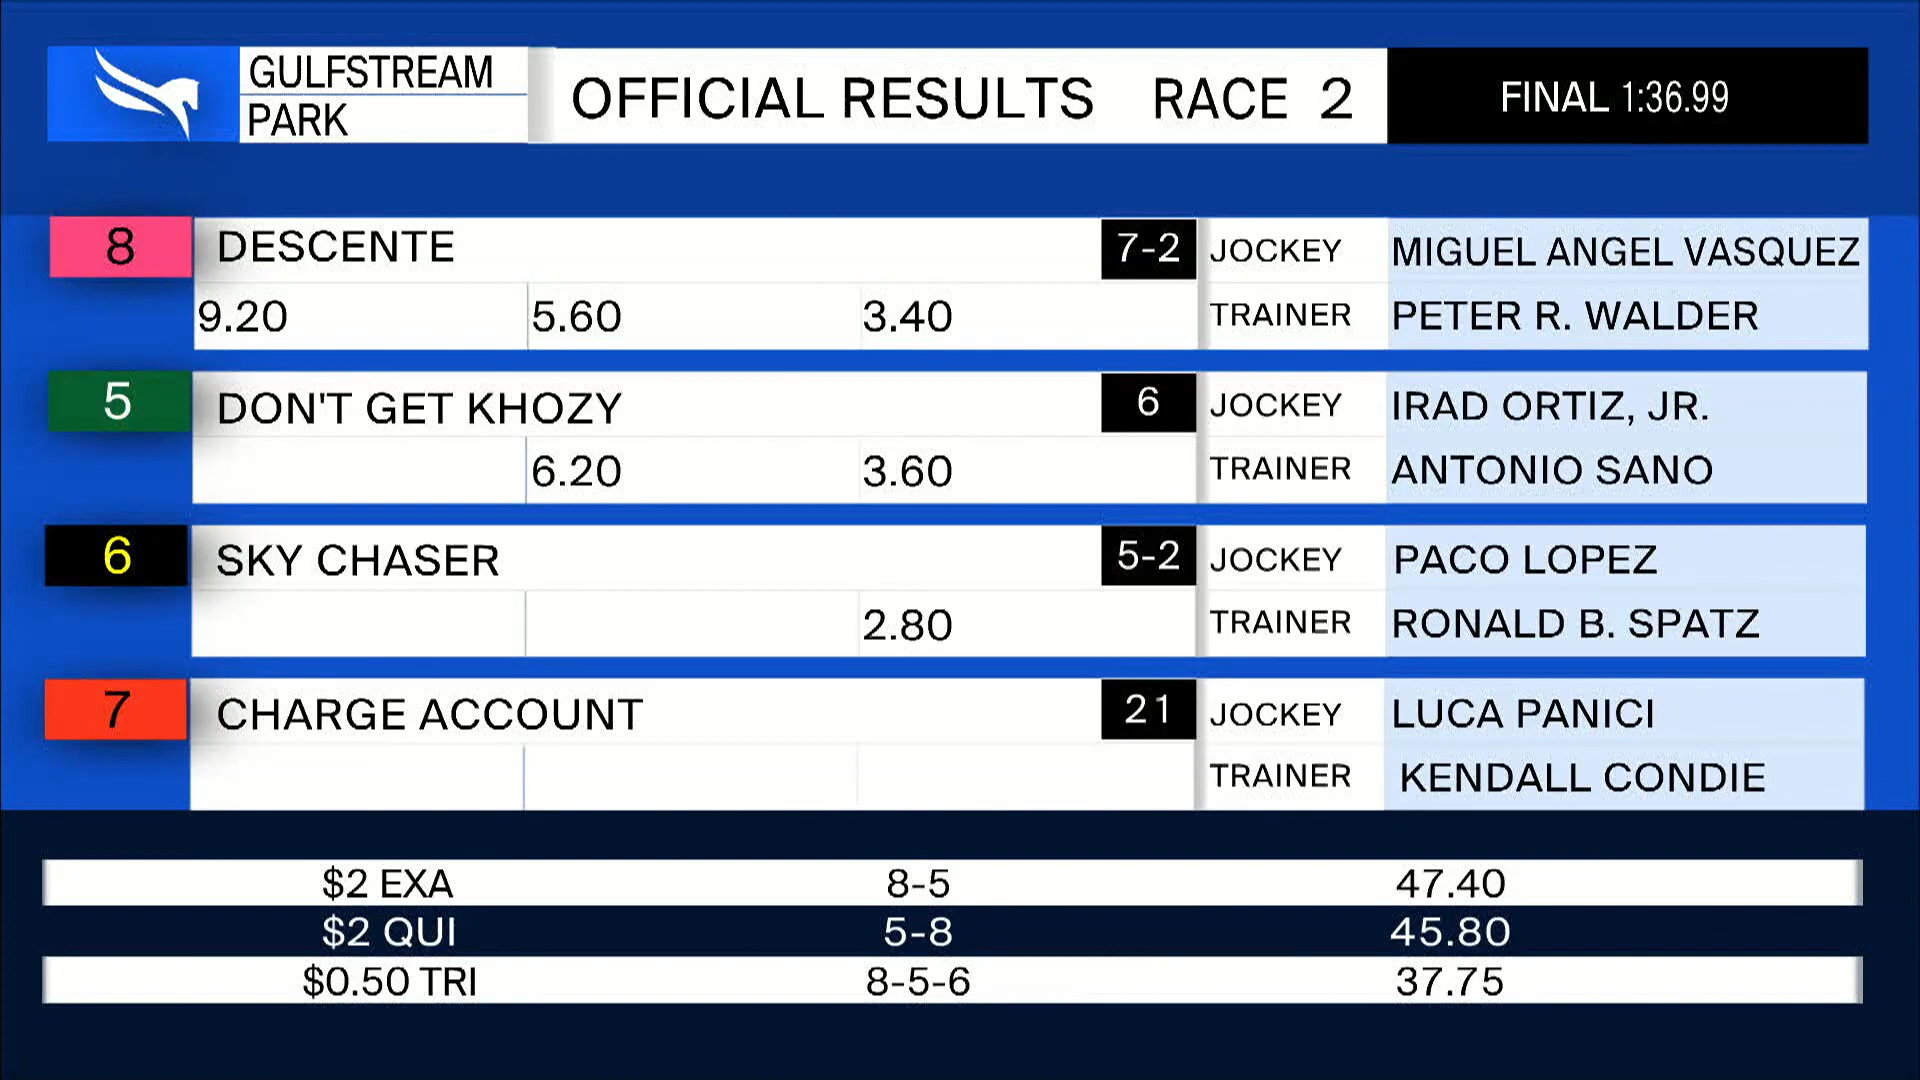 GULFSTREAM
PARK
OFFICIAL RESULTS RACE 2
FINAL 1:36.99
8 DESCENTE 7-2 JOCKEY MIGUEL ANGEL VASQUEZ
9.20 5.60 3.40 TRAINER PETER R. WALDER
5 DON'T GET KHOZY 6 JOCKEY IRAD ORTIZ, JR.
6.20 3.60 TRAINER ANTONIO SANO
6 SKY CHASER 5-2 JOCKEY PACO LOPEZ
2.80 TRAINER RONALD B. SPATZ
7 CHARGE ACCOUNT 21 JOCKEY LUCA PANICI
TRAINER KENDALL CONDIE
$2 EXA 8-5 47.40
$2 QUI 5-8 45.80
$0.50 TRI 8-5-6 37.75